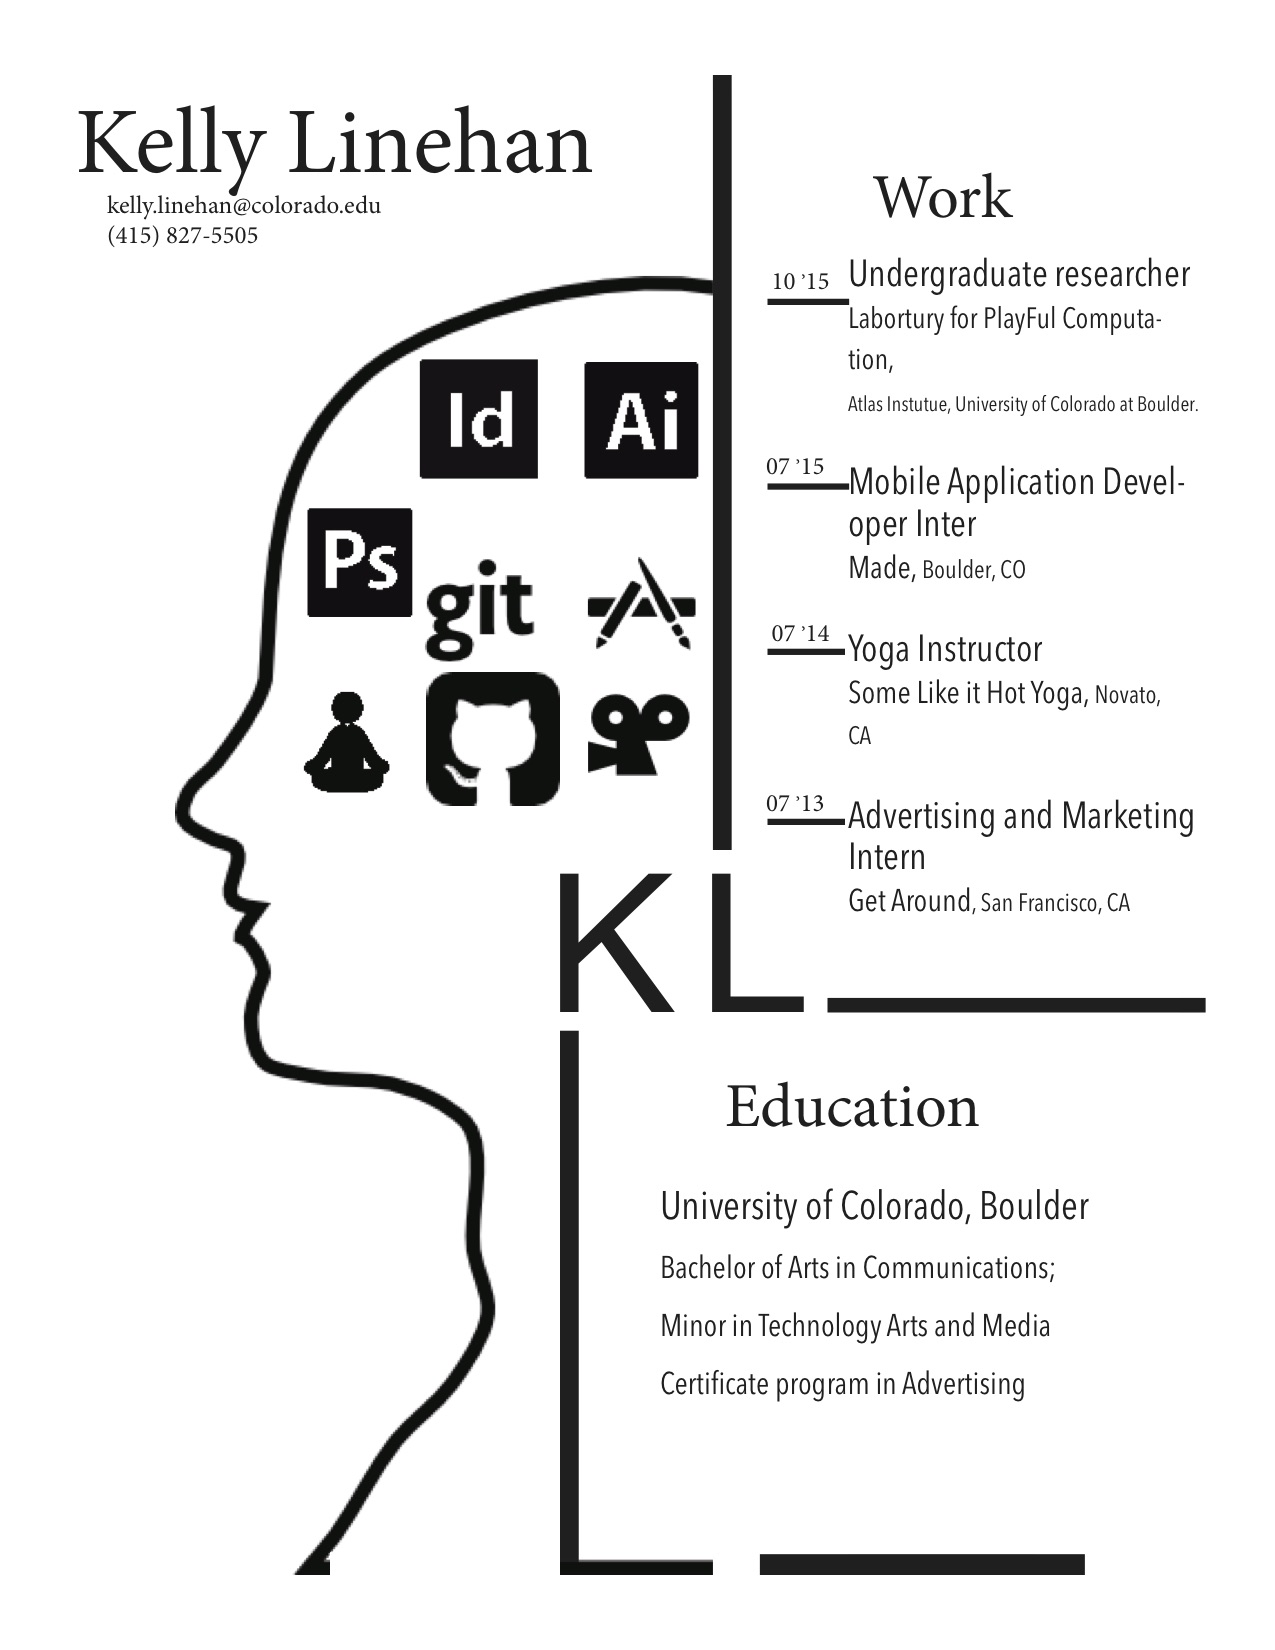 Kelly Linehan
kelly.linehan@colorado.edu
(415) 827-5505
Id Ai
Ps
git
Work
10 ’15 Undergraduate researcher
Labortury for PlayFul Computa-
tion,
Atlas Instutue, University of Colorado at Boulder.
07 ’15 Mobile Application Devel-
oper Inter
Made, Boulder, CO
07 ’14 Yoga Instructor
Some Like it Hot Yoga, Novato,
CA
07 ’13 Advertising and Marketing
Intern
Get Around, San Francisco, CA
KL
Education
University of Colorado, Boulder
Bachelor of Arts in Communications;
Minor in Technology Arts and Media
Certificate program in Advertising